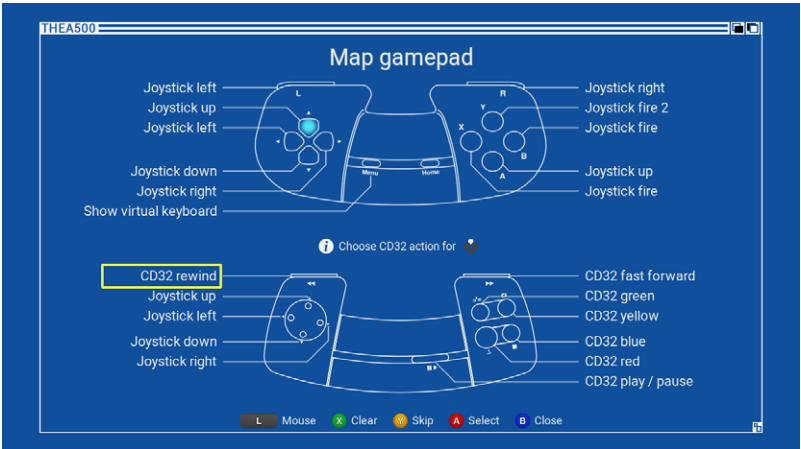 THEA500
Map gamepad
Joystick left
Joystick up
Joystick left
Joystick down
Joystick right
Show virtual keyboard
L
R
Y
X
B
A
Menu
Home
Joystick right
Joystick fire 2
Joystick fire
Joystick up
Joystick fire
i Choose CD32 action for
CD32 rewind
Joystick up
Joystick left
Joystick down
Joystick right
CD32 fast forward
CD32 green
CD32 yellow
CD32 blue
CD32 red
CD32 play / pause
L Mouse X Clear Y Skip A Select B Close